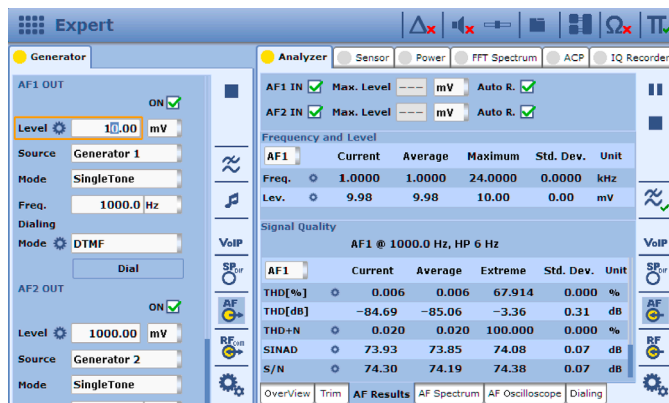 Expert
Generator
AF1 OUT
ON
Level 10.00 mV
Source Generator 1
Mode SingleTone
Freq. 1000.0 Hz
Dialing
Mode DTMF
Dial
AF2 OUT
ON
Level 1000.00 mV
Source Generator 2
Mode SingleTone
VoIP
SP DIF
AF
RF Com
Analyzer Sensor Power FFT Spectrum ACP IQ Recorder
AF1 IN Max. Level --- mV Auto R.
AF2 IN Max. Level --- mV Auto R.
Frequency and Level
AF1 Current Average Maximum Std. Dev. Unit
Freq. 1.0000 1.0000 24.0000 0.0000 kHz
Lev. 9.98 9.98 10.00 0.00 mV
Signal Quality
AF1 @ 1000.0 Hz, HP 6 Hz
AF1 Current Average Extreme Std. Dev. Unit
THD[%] 0.006 0.006 67.914 0.000 %
THD[dB] −84.69 −85.06 −3.36 0.31 dB
THD+N 0.020 0.020 100.000 0.000 %
SINAD 73.93 73.85 74.08 0.07 dB
S/N 74.30 74.19 74.38 0.07 dB
OverView Trim AF Results AF Spectrum AF Oscilloscope Dialing
VoIP
SP DIF
AF
RF